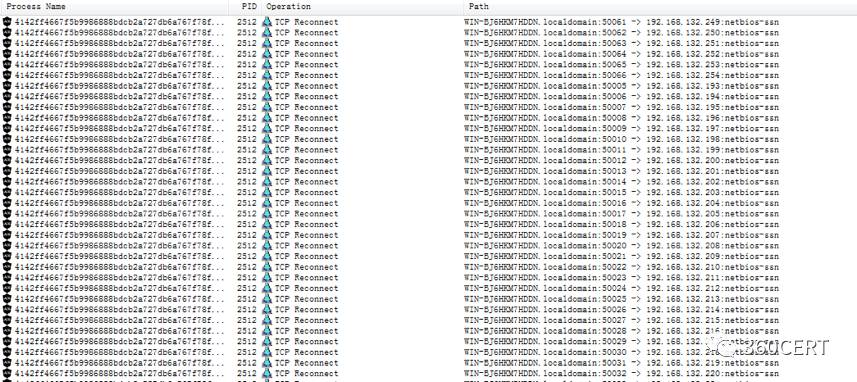 Process Name PID Operation Path
4142ff4667f5b9986888bdcb2a727db6a767f78f... 2512 TCP Reconnect WIN-BJ6HKM7HDDN.localdomain:50061 -> 192.168.132.249:netbios-ssn
4142ff4667f5b9986888bdcb2a727db6a767f78f... 2512 TCP Reconnect WIN-BJ6HKM7HDDN.localdomain:50062 -> 192.168.132.250:netbios-ssn
4142ff4667f5b9986888bdcb2a727db6a767f78f... 2512 TCP Reconnect WIN-BJ6HKM7HDDN.localdomain:50063 -> 192.168.132.251:netbios-ssn
4142ff4667f5b9986888bdcb2a727db6a767f78f... 2512 TCP Reconnect WIN-BJ6HKM7HDDN.localdomain:50064 -> 192.168.132.252:netbios-ssn
4142ff4667f5b9986888bdcb2a727db6a767f78f... 2512 TCP Reconnect WIN-BJ6HKM7HDDN.localdomain:50065 -> 192.168.132.253:netbios-ssn
4142ff4667f5b9986888bdcb2a727db6a767f78f... 2512 TCP Reconnect WIN-BJ6HKM7HDDN.localdomain:50066 -> 192.168.132.254:netbios-ssn
4142ff4667f5b9986888bdcb2a727db6a767f78f... 2512 TCP Reconnect WIN-BJ6HKM7HDDN.localdomain:50005 -> 192.168.132.193:netbios-ssn
4142ff4667f5b9986888bdcb2a727db6a767f78f... 2512 TCP Reconnect WIN-BJ6HKM7HDDN.localdomain:50006 -> 192.168.132.194:netbios-ssn
4142ff4667f5b9986888bdcb2a727db6a767f78f... 2512 TCP Reconnect WIN-BJ6HKM7HDDN.localdomain:50007 -> 192.168.132.195:netbios-ssn
4142ff4667f5b9986888bdcb2a727db6a767f78f... 2512 TCP Reconnect WIN-BJ6HKM7HDDN.localdomain:50008 -> 192.168.132.196:netbios-ssn
4142ff4667f5b9986888bdcb2a727db6a767f78f... 2512 TCP Reconnect WIN-BJ6HKM7HDDN.localdomain:50009 -> 192.168.132.197:netbios-ssn
4142ff4667f5b9986888bdcb2a727db6a767f78f... 2512 TCP Reconnect WIN-BJ6HKM7HDDN.localdomain:50010 -> 192.168.132.198:netbios-ssn
4142ff4667f5b9986888bdcb2a727db6a767f78f... 2512 TCP Reconnect WIN-BJ6HKM7HDDN.localdomain:50011 -> 192.168.132.199:netbios-ssn
4142ff4667f5b9986888bdcb2a727db6a767f78f... 2512 TCP Reconnect WIN-BJ6HKM7HDDN.localdomain:50012 -> 192.168.132.200:netbios-ssn
4142ff4667f5b9986888bdcb2a727db6a767f78f... 2512 TCP Reconnect WIN-BJ6HKM7HDDN.localdomain:50013 -> 192.168.132.201:netbios-ssn
4142ff4667f5b9986888bdcb2a727db6a767f78f... 2512 TCP Reconnect WIN-BJ6HKM7HDDN.localdomain:50014 -> 192.168.132.202:netbios-ssn
4142ff4667f5b9986888bdcb2a727db6a767f78f... 2512 TCP Reconnect WIN-BJ6HKM7HDDN.localdomain:50015 -> 192.168.132.203:netbios-ssn
4142ff4667f5b9986888bdcb2a727db6a767f78f... 2512 TCP Reconnect WIN-BJ6HKM7HDDN.localdomain:50016 -> 192.168.132.204:netbios-ssn
4142ff4667f5b9986888bdcb2a727db6a767f78f... 2512 TCP Reconnect WIN-BJ6HKM7HDDN.localdomain:50017 -> 192.168.132.205:netbios-ssn
4142ff4667f5b9986888bdcb2a727db6a767f78f... 2512 TCP Reconnect WIN-BJ6HKM7HDDN.localdomain:50018 -> 192.168.132.206:netbios-ssn
4142ff4667f5b9986888bdcb2a727db6a767f78f... 2512 TCP Reconnect WIN-BJ6HKM7HDDN.localdomain:50019 -> 192.168.132.207:netbios-ssn
4142ff4667f5b9986888bdcb2a727db6a767f78f... 2512 TCP Reconnect WIN-BJ6HKM7HDDN.localdomain:50020 -> 192.168.132.208:netbios-ssn
4142ff4667f5b9986888bdcb2a727db6a767f78f... 2512 TCP Reconnect WIN-BJ6HKM7HDDN.localdomain:50021 -> 192.168.132.209:netbios-ssn
4142ff4667f5b9986888bdcb2a727db6a767f78f... 2512 TCP Reconnect WIN-BJ6HKM7HDDN.localdomain:50022 -> 192.168.132.210:netbios-ssn
4142ff4667f5b9986888bdcb2a727db6a767f78f... 2512 TCP Reconnect WIN-BJ6HKM7HDDN.localdomain:50023 -> 192.168.132.211:netbios-ssn
4142ff4667f5b9986888bdcb2a727db6a767f78f... 2512 TCP Reconnect WIN-BJ6HKM7HDDN.localdomain:50024 -> 192.168.132.212:netbios-ssn
4142ff4667f5b9986888bdcb2a727db6a767f78f... 2512 TCP Reconnect WIN-BJ6HKM7HDDN.localdomain:50025 -> 192.168.132.213:netbios-ssn
4142ff4667f5b9986888bdcb2a727db6a767f78f... 2512 TCP Reconnect WIN-BJ6HKM7HDDN.localdomain:50026 -> 192.168.132.214:netbios-ssn
4142ff4667f5b9986888bdcb2a727db6a767f78f... 2512 TCP Reconnect WIN-BJ6HKM7HDDN.localdomain:50027 -> 192.168.132.215:netbios-ssn
4142ff4667f5b9986888bdcb2a727db6a767f78f... 2512 TCP Reconnect WIN-BJ6HKM7HDDN.localdomain:50028 ->
4142ff4667f5b9986888bdcb2a727db6a767f78f... 2512 TCP Reconnect WIN-BJ6HKM7HDDN.localdomain:50029 ->
4142ff4667f5b9986888bdcb2a727db6a767f78f... 2512 TCP Reconnect WIN-BJ6HKM7HDDN.localdomain:50030 ->
4142ff4667f5b9986888bdcb2a727db6a767f78f... 2512 TCP Reconnect WIN-BJ6HKM7HDDN.localdomain:50031 -> 192.168.132.219:netbios-ssn
4142ff4667f5b9986888bdcb2a727db6a767f78f... 2512 TCP Reconnect WIN-BJ6HKM7HDDN.localdomain:50032 -> 192.168.132.220:netbios-ssn
360CERT